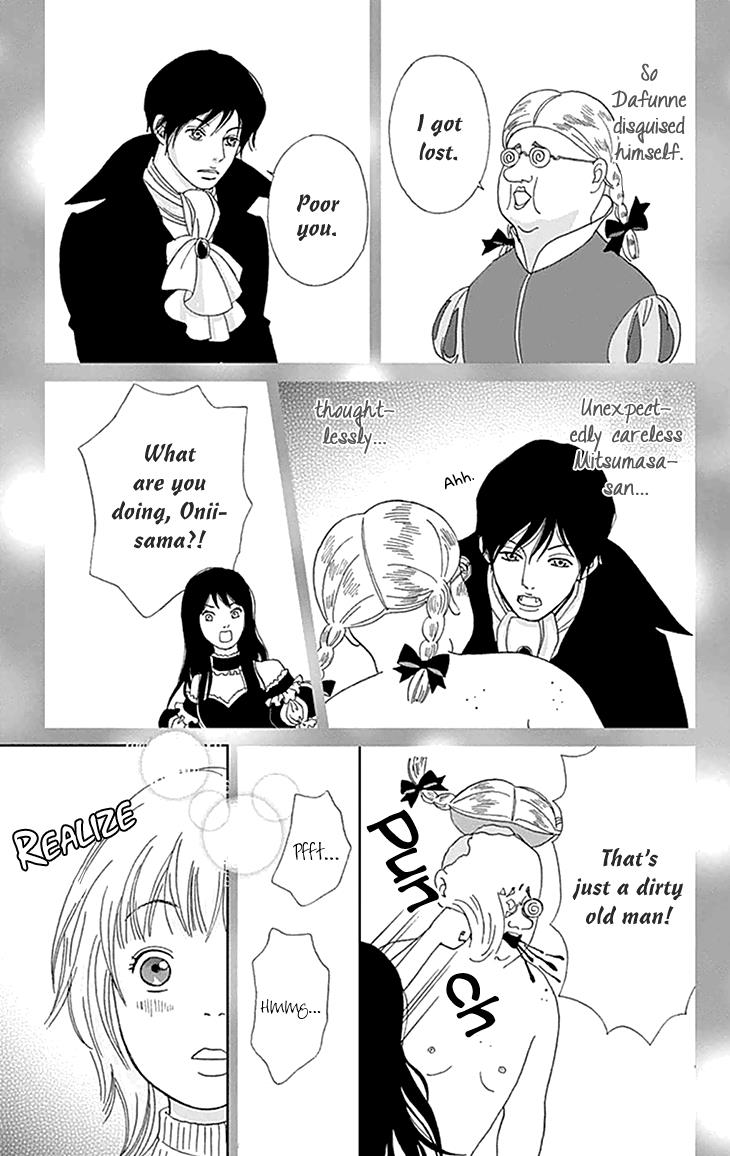 So
Dafunne
disguised
himself.
I got
lost.
Poor
you.
Unexpect-
edly careless
Mitsumasa-
san...
Ahh.
thought-
lessly...
What
are you
doing, Onii-
sama?!
That's
just a dirty
old man!
Pun
ch
Pfft...
Hmmg...
Realize